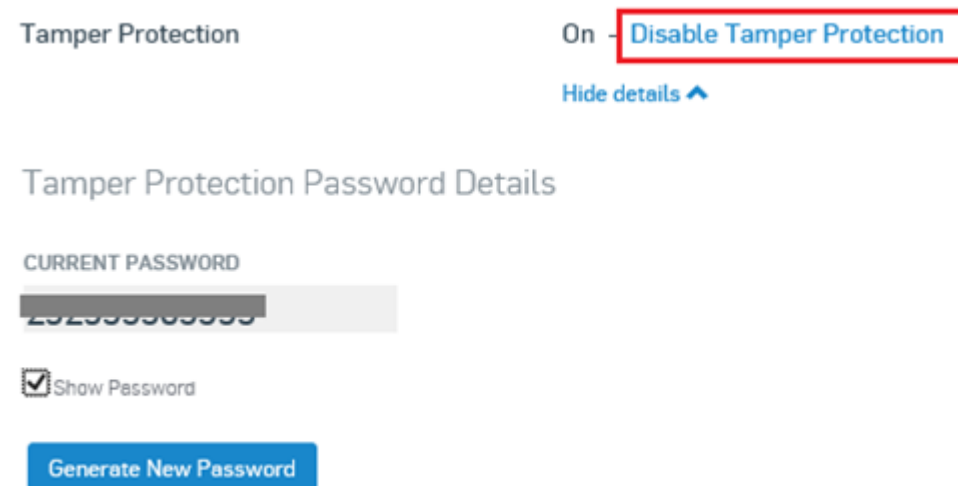 Tamper Protection On - Disable Tamper Protection
Hide details
Tamper Protection Password Details
CURRENT PASSWORD
Show Password
Generate New Password